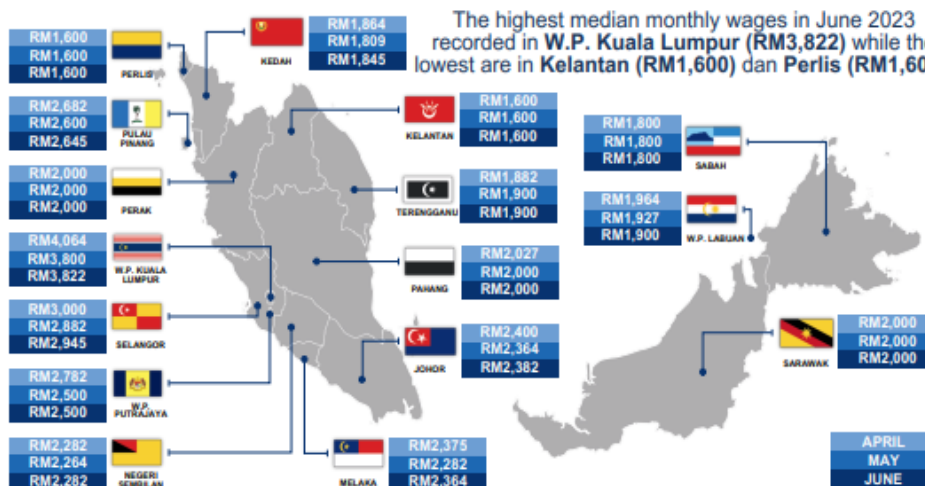 The highest median monthly wages in June 2023
recorded in W.P. Kuala Lumpur (RM3,822) while the
lowest are in Kelantan (RM1,600) dan Perlis (RM1,60
RM1,600
RM1,600
RM1,600
PERLIS
RM1,864
RM1,809
RM1,845
KEDAH
RM2,682
RM2,600
RM2,645
PULAU
PINANG
RM1,600
RM1,600
RM1,600
KELANTAN
RM2,000
RM2,000
RM2,000
PERAK
RM1,882
RM1,900
RM1,900
TERENGGANU
RM4,064
RM3,800
RM3,822
W.P. KUALA
LUMPUR
RM2,027
RM2,000
RM2,000
PAHANG
RM3,000
RM2,882
RM2,945
SELANGOR
RM2,400
RM2,364
RM2,382
JOHOR
RM2,782
RM2,500
RM2,500
W.P.
PUTRAJAYA
RM2,282
RM2,264
RM2,282
NEGERI
SEMBILAN
RM2,375
RM2,282
RM2,364
MELAKA
RM1,800
RM1,800
RM1,800
SABAH
RM1,964
RM1,927
RM1,900
W.P. LABUAN
RM2,000
RM2,000
RM2,000
SARAWAK
APRIL
MAY
JUNE